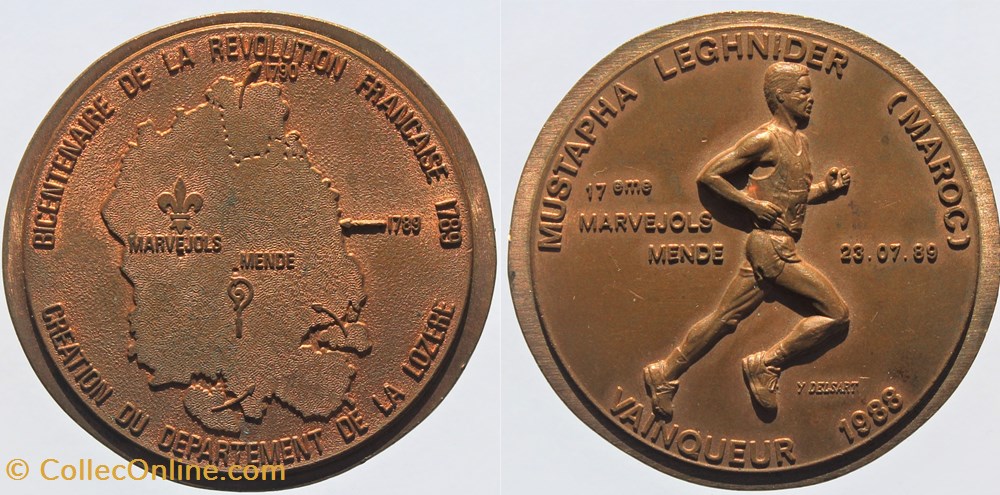 BICENTENAIRE DE LA REVOLUTION FRANCAISE 1789
1790
MARVEJOLS
1789
MENDE
CREATION DU DEPARTEMENT DE LA LOZERE
MUSTAPHA LEGHNIDER (MAROC)
17 eme
MARVEJOLS
MENDE 23.07.89
Y DELSART
VAINQUEUR 1988
© CollecOnline.com